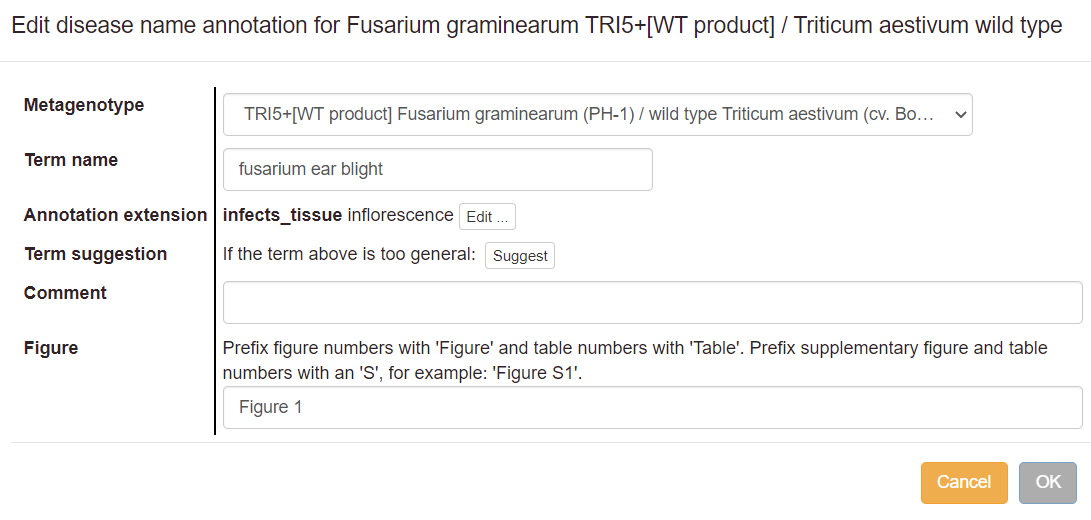 Edit disease name annotation for Fusarium graminearum TRI5+[WT product] / Triticum aestivum wild type
Metagenotype
TRI5+[WT product] Fusarium graminearum (PH-1) / wild type Triticum aestivum (cv. Bo...
Term name
fusarium ear blight
Annotation extension
infects_tissue inflorescence Edit ...
Term suggestion
If the term above is too general: Suggest
Comment
Figure
Prefix figure numbers with 'Figure' and table numbers with 'Table'. Prefix supplementary figure and table
numbers with an 'S', for example: 'Figure S1'.
Figure 1
Cancel OK